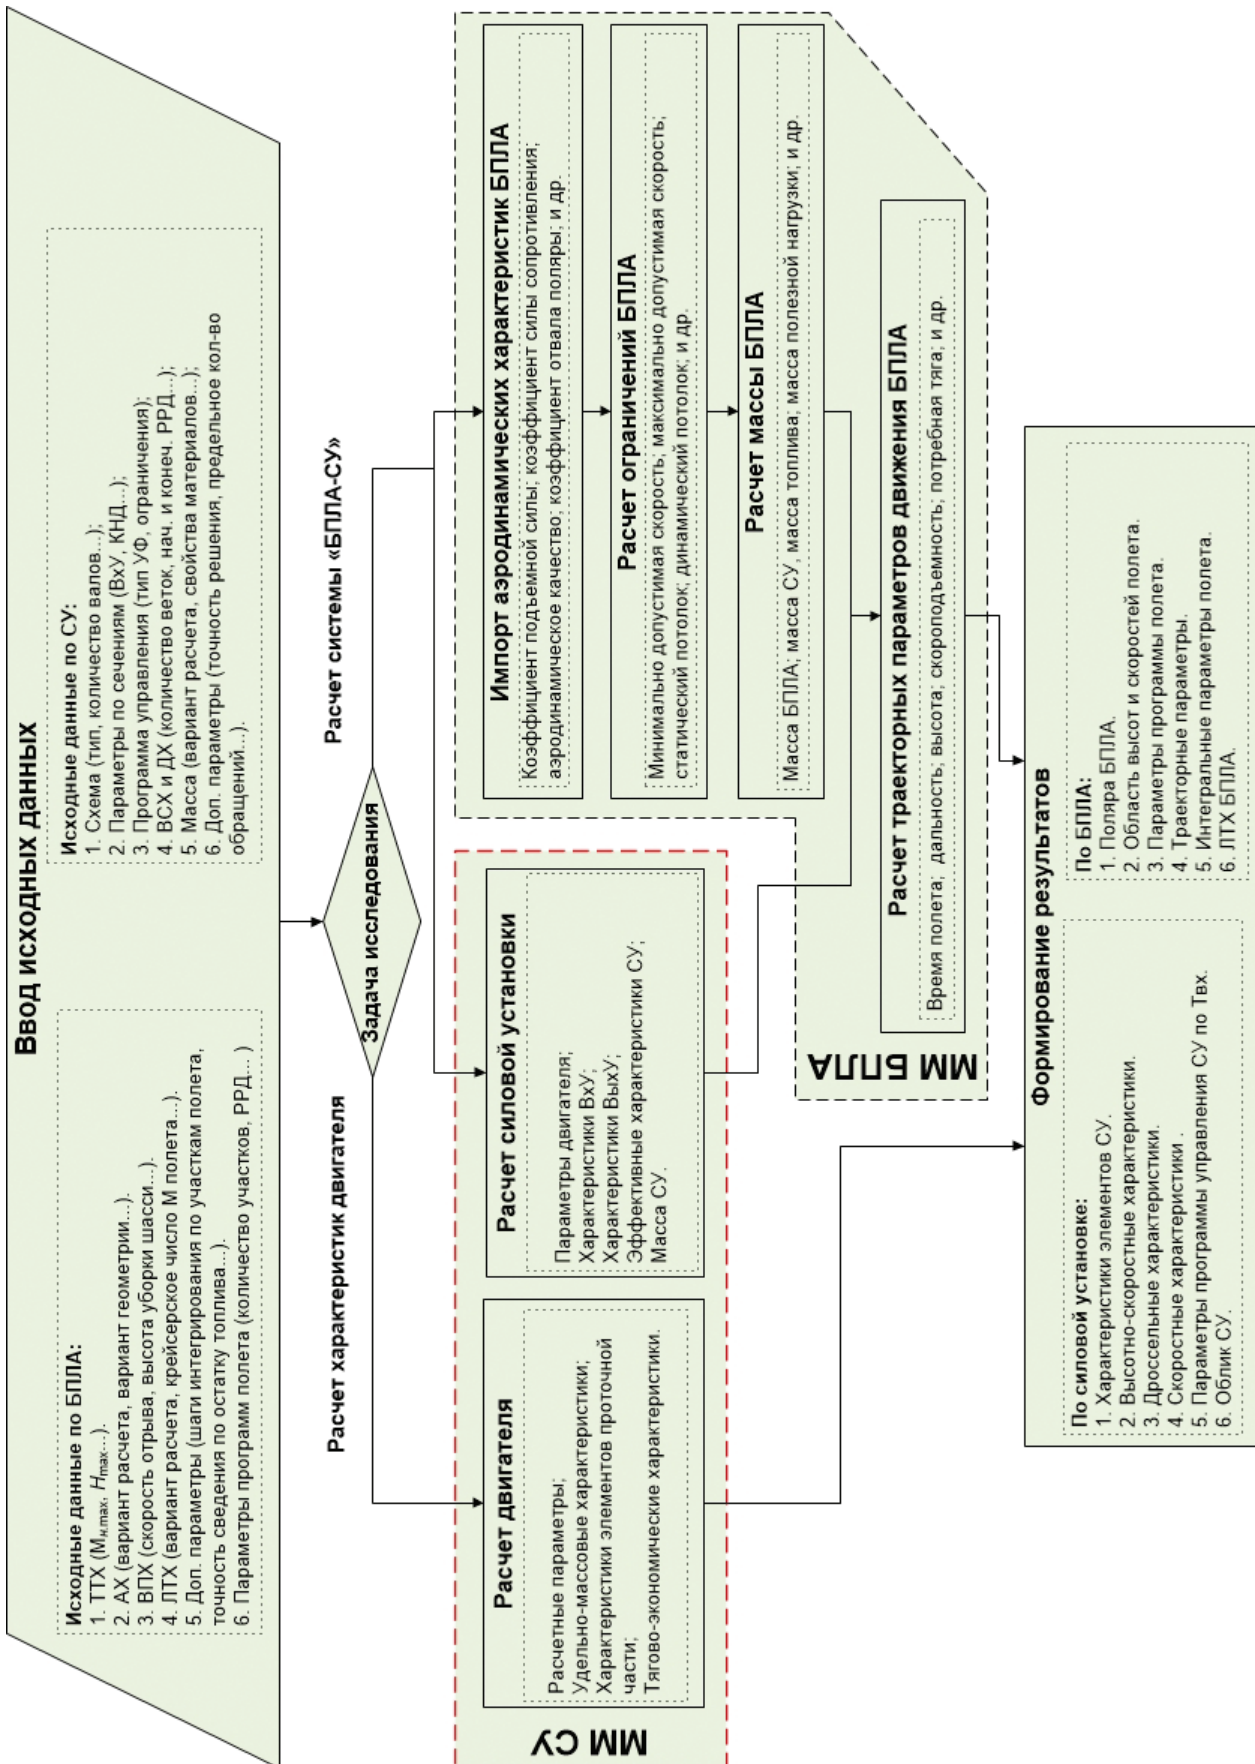 Ввод исходных данных
Исходные данные по БПЛА:
1. ТТХ (Mн.max, Hmax...).
2. АХ (вариант расчета, вариант геометрии...).
3. ВПХ (скорость отрыва, высота уборки шасси...).
4. ЛТХ (вариант расчета, крейсерское число М полета...).
5. Доп. параметры (шаги интегрирования по участкам полета,
точность сведения по остатку топлива...).
6. Параметры программ полета (количество участков, РРД...)
Исходные данные по СУ:
1. Схема (тип, количество валов...);
2. Параметры по сечениям (ВхУ, КНД...);
3. Программа управления (тип УФ, ограничения);
4. ВСХ и ДХ (количество веток, нач. и конеч. РРД...);
5. Масса (вариант расчета, свойства материалов...);
6. Доп. параметры (точность решения, предельное кол-во
обращений...).
Задача исследования
Расчет характеристик двигателя
Расчет системы «БПЛА-СУ»
ММ СУ
Расчет двигателя
Расчетные параметры;
Удельно-массовые характеристики;
Характеристики элементов проточной
части;
Тягово-экономические характеристики.
Расчет силовой установки
Параметры двигателя;
Характеристики ВхУ;
Характеристики ВыхУ;
Эффективные характеристики СУ;
Масса СУ.
Импорт аэродинамических характеристик БПЛА
Коэффициент подъемной силы; коэффициент силы сопротивления;
аэродинамическое качество; коэффициент отвала поляры, и др.
Расчет ограничений БПЛА
Минимально допустимая скорость; максимально допустимая скорость;
статический потолок; динамический потолок; и др.
Расчет массы БПЛА
Масса БПЛА, масса СУ, масса топлива; масса полезной нагрузки; и др.
ММ БПЛА
Расчет траекторных параметров движения БПЛА
Время полета; дальность; высота; скороподъемность; потребная тяга; и др.
Формирование результатов
По силовой установке:
1. Характеристики элементов СУ.
2. Высотно-скоростные характеристики.
3. Дроссельные характеристики.
4. Скоростные характеристики .
5. Параметры программы управления СУ по Твх.
6. Облик СУ.
По БПЛА:
1. Поляра БПЛА.
2. Область высот и скоростей полета.
3. Параметры программы полета.
4. Траекторные параметры.
5. Интегральные параметры полета.
6. ЛТХ БПЛА.